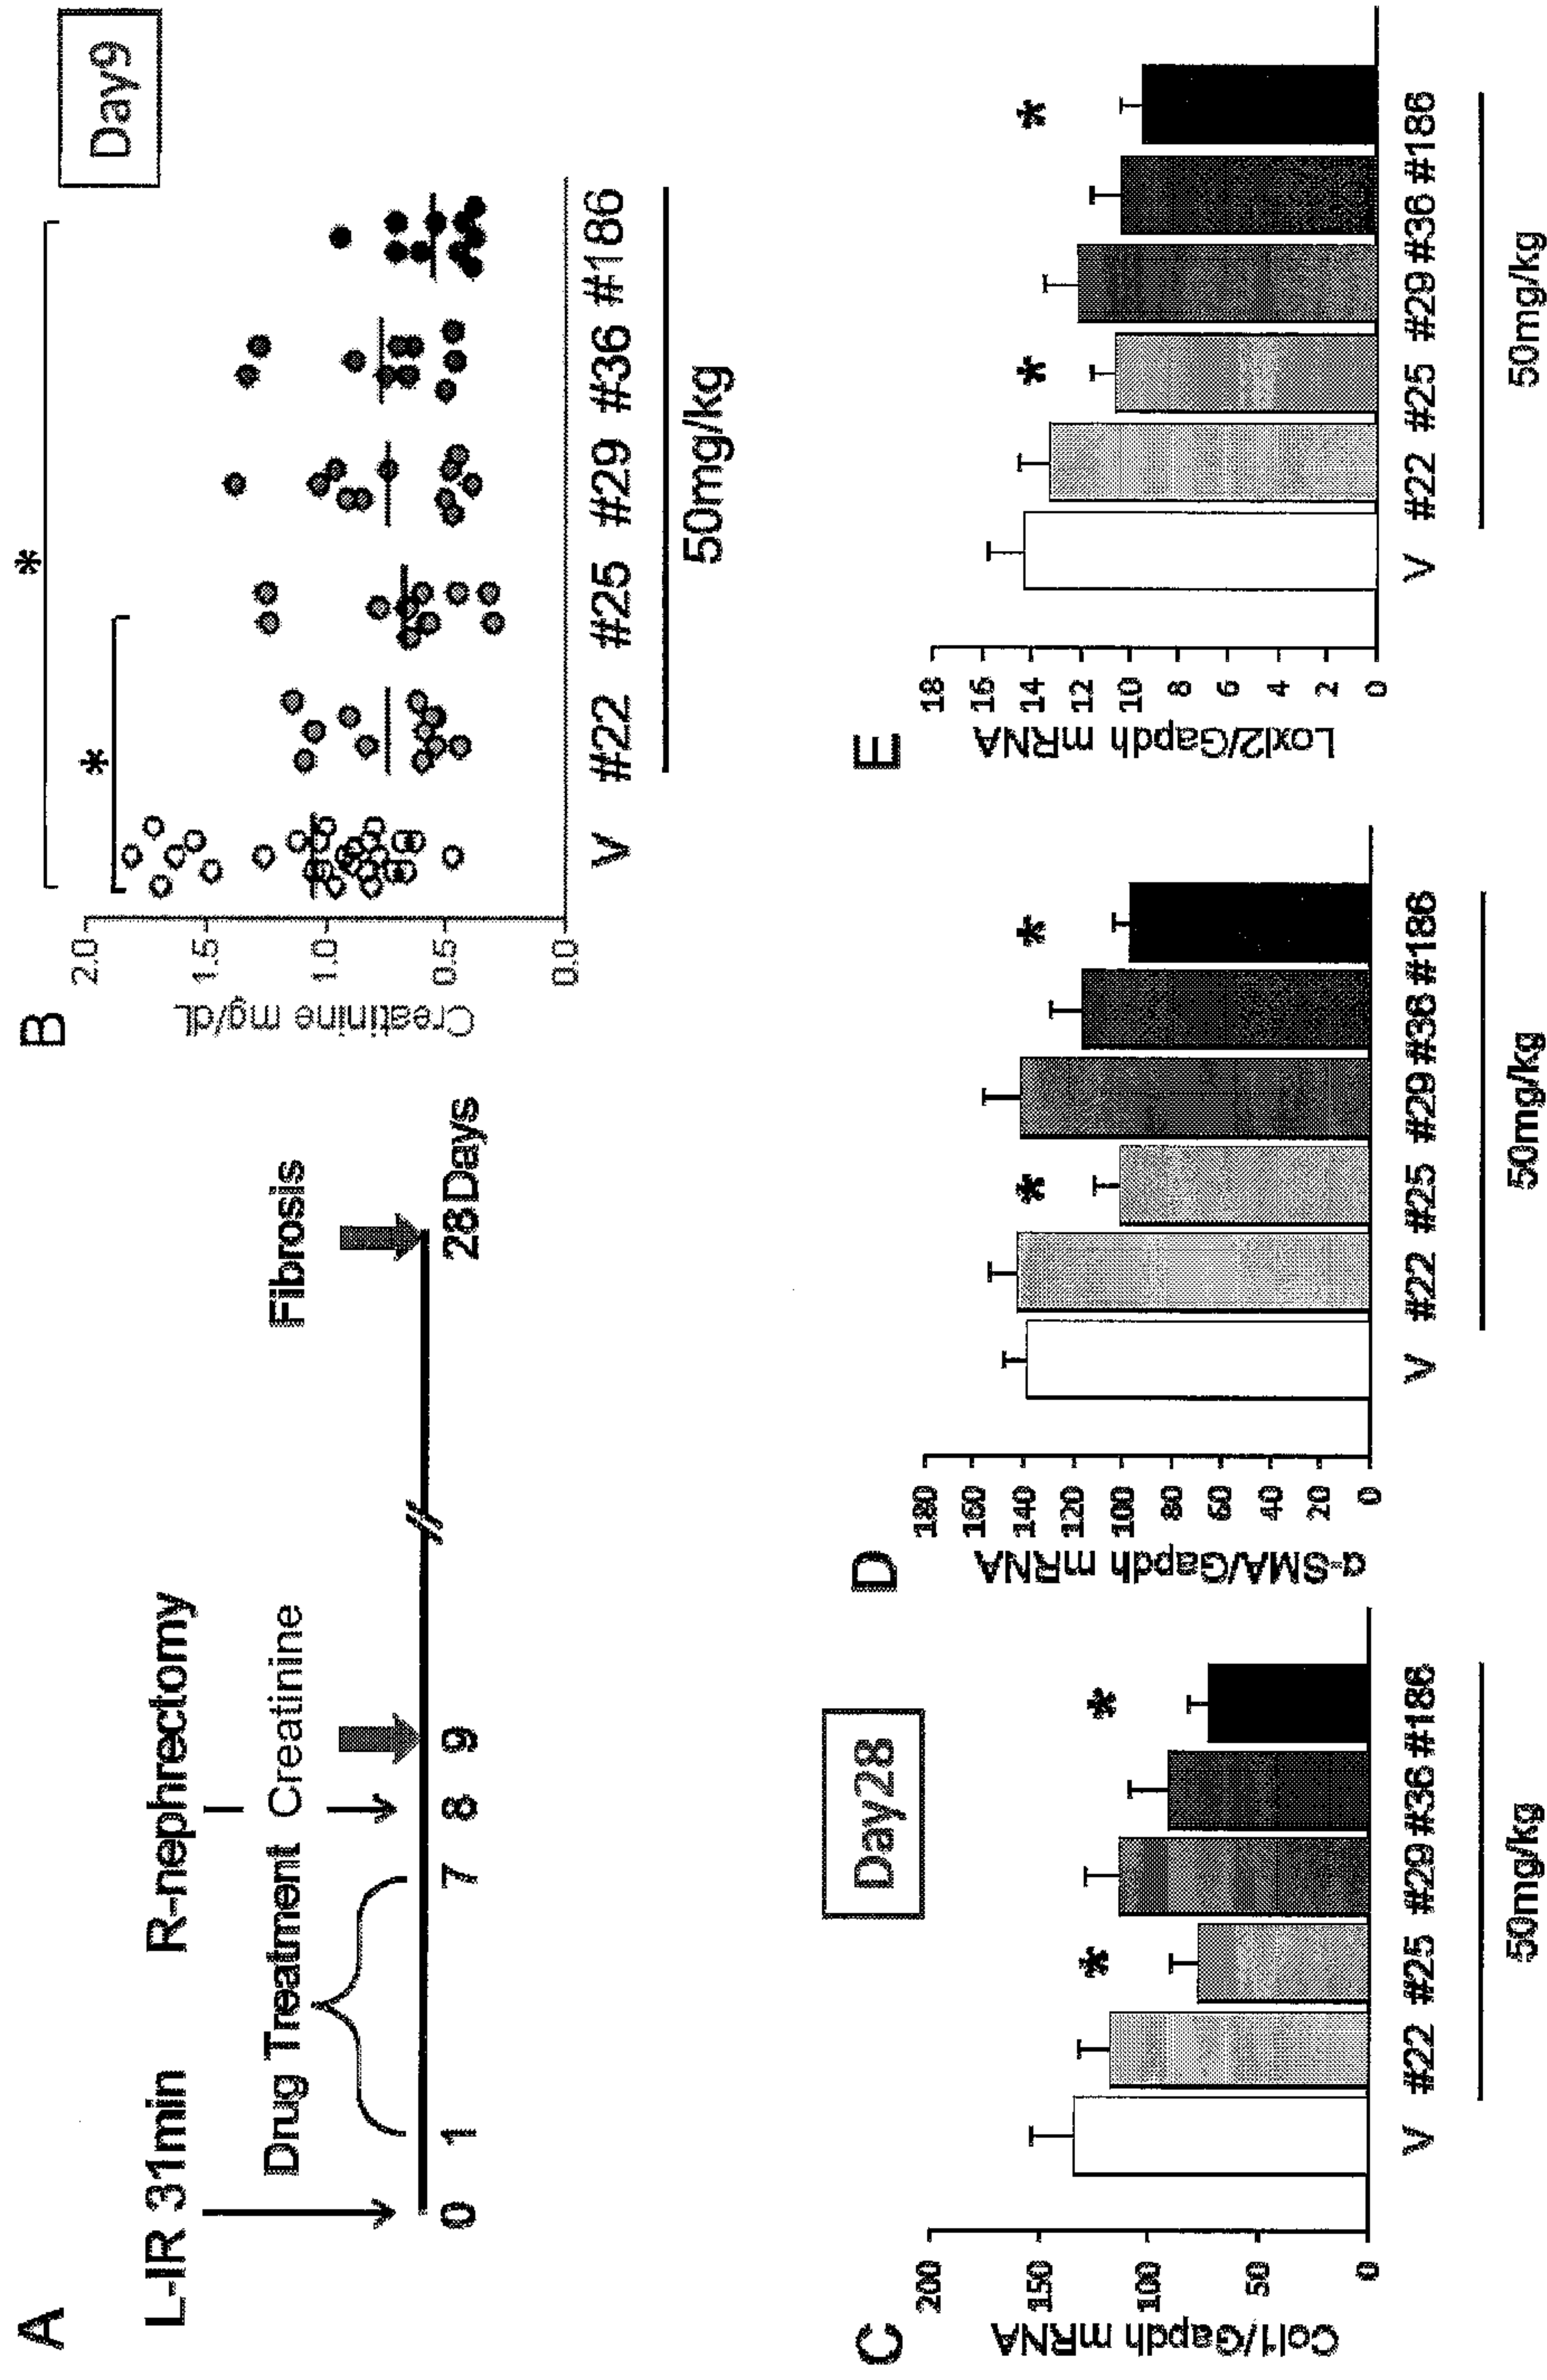 A
L-IR 31min
R-nephrectomy
Drug Treatment
Creatinine
Fibrosis
0 1 7 8 9 28 Days
B
Day9
Creatinine mg/dL
2.0
1.5
1.0
0.5
0.0
*
*
V #22 #25 #29 #36 #186
50mg/kg
C
Day28
Col1/Gapdh mRNA
200
150
100
50
0
* *
V #22 #25 #29 #36 #186
50mg/kg
D
α-SMA/Gapdh mRNA
180
160
140
120
100
80
60
40
20
0
* *
V #22 #25 #29 #36 #186
50mg/kg
E
Loxl2/Gapdh mRNA
18
16
14
12
10
8
6
4
2
0
* *
V #22 #25 #29 #36 #186
50mg/kg